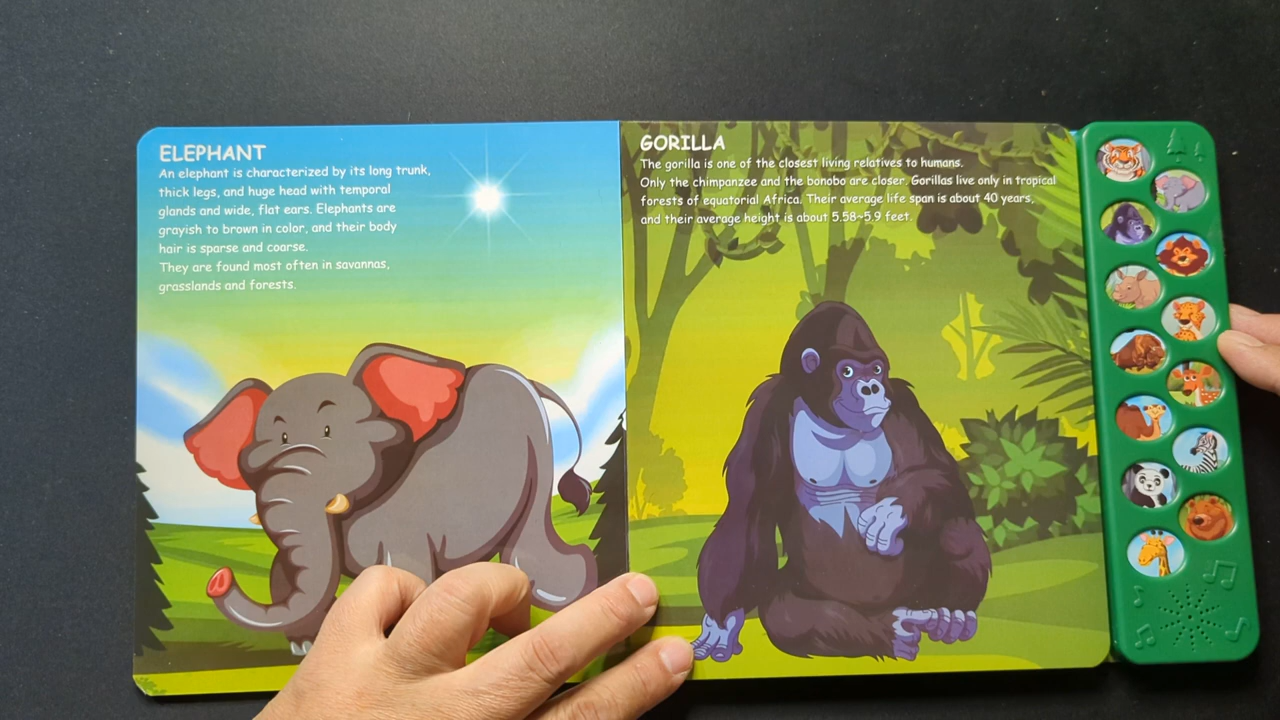 ELEPHANT
An elephant is characterized by its long trunk,
thick legs, and huge head with temporal
glands and wide, flat ears. Elephants are
grayish to brown in color, and their body
hair is sparse and coarse.
They are found most often in savannas,
grasslands and forests.
GORILLA
The gorilla is one of the closest living relatives to humans.
Only the chimpanzee and the bonobo are closer. Gorillas live only in tropical
forests of equatorial Africa. Their average life span is about 40 years,
and their average height is about 5.58~5.9 feet.